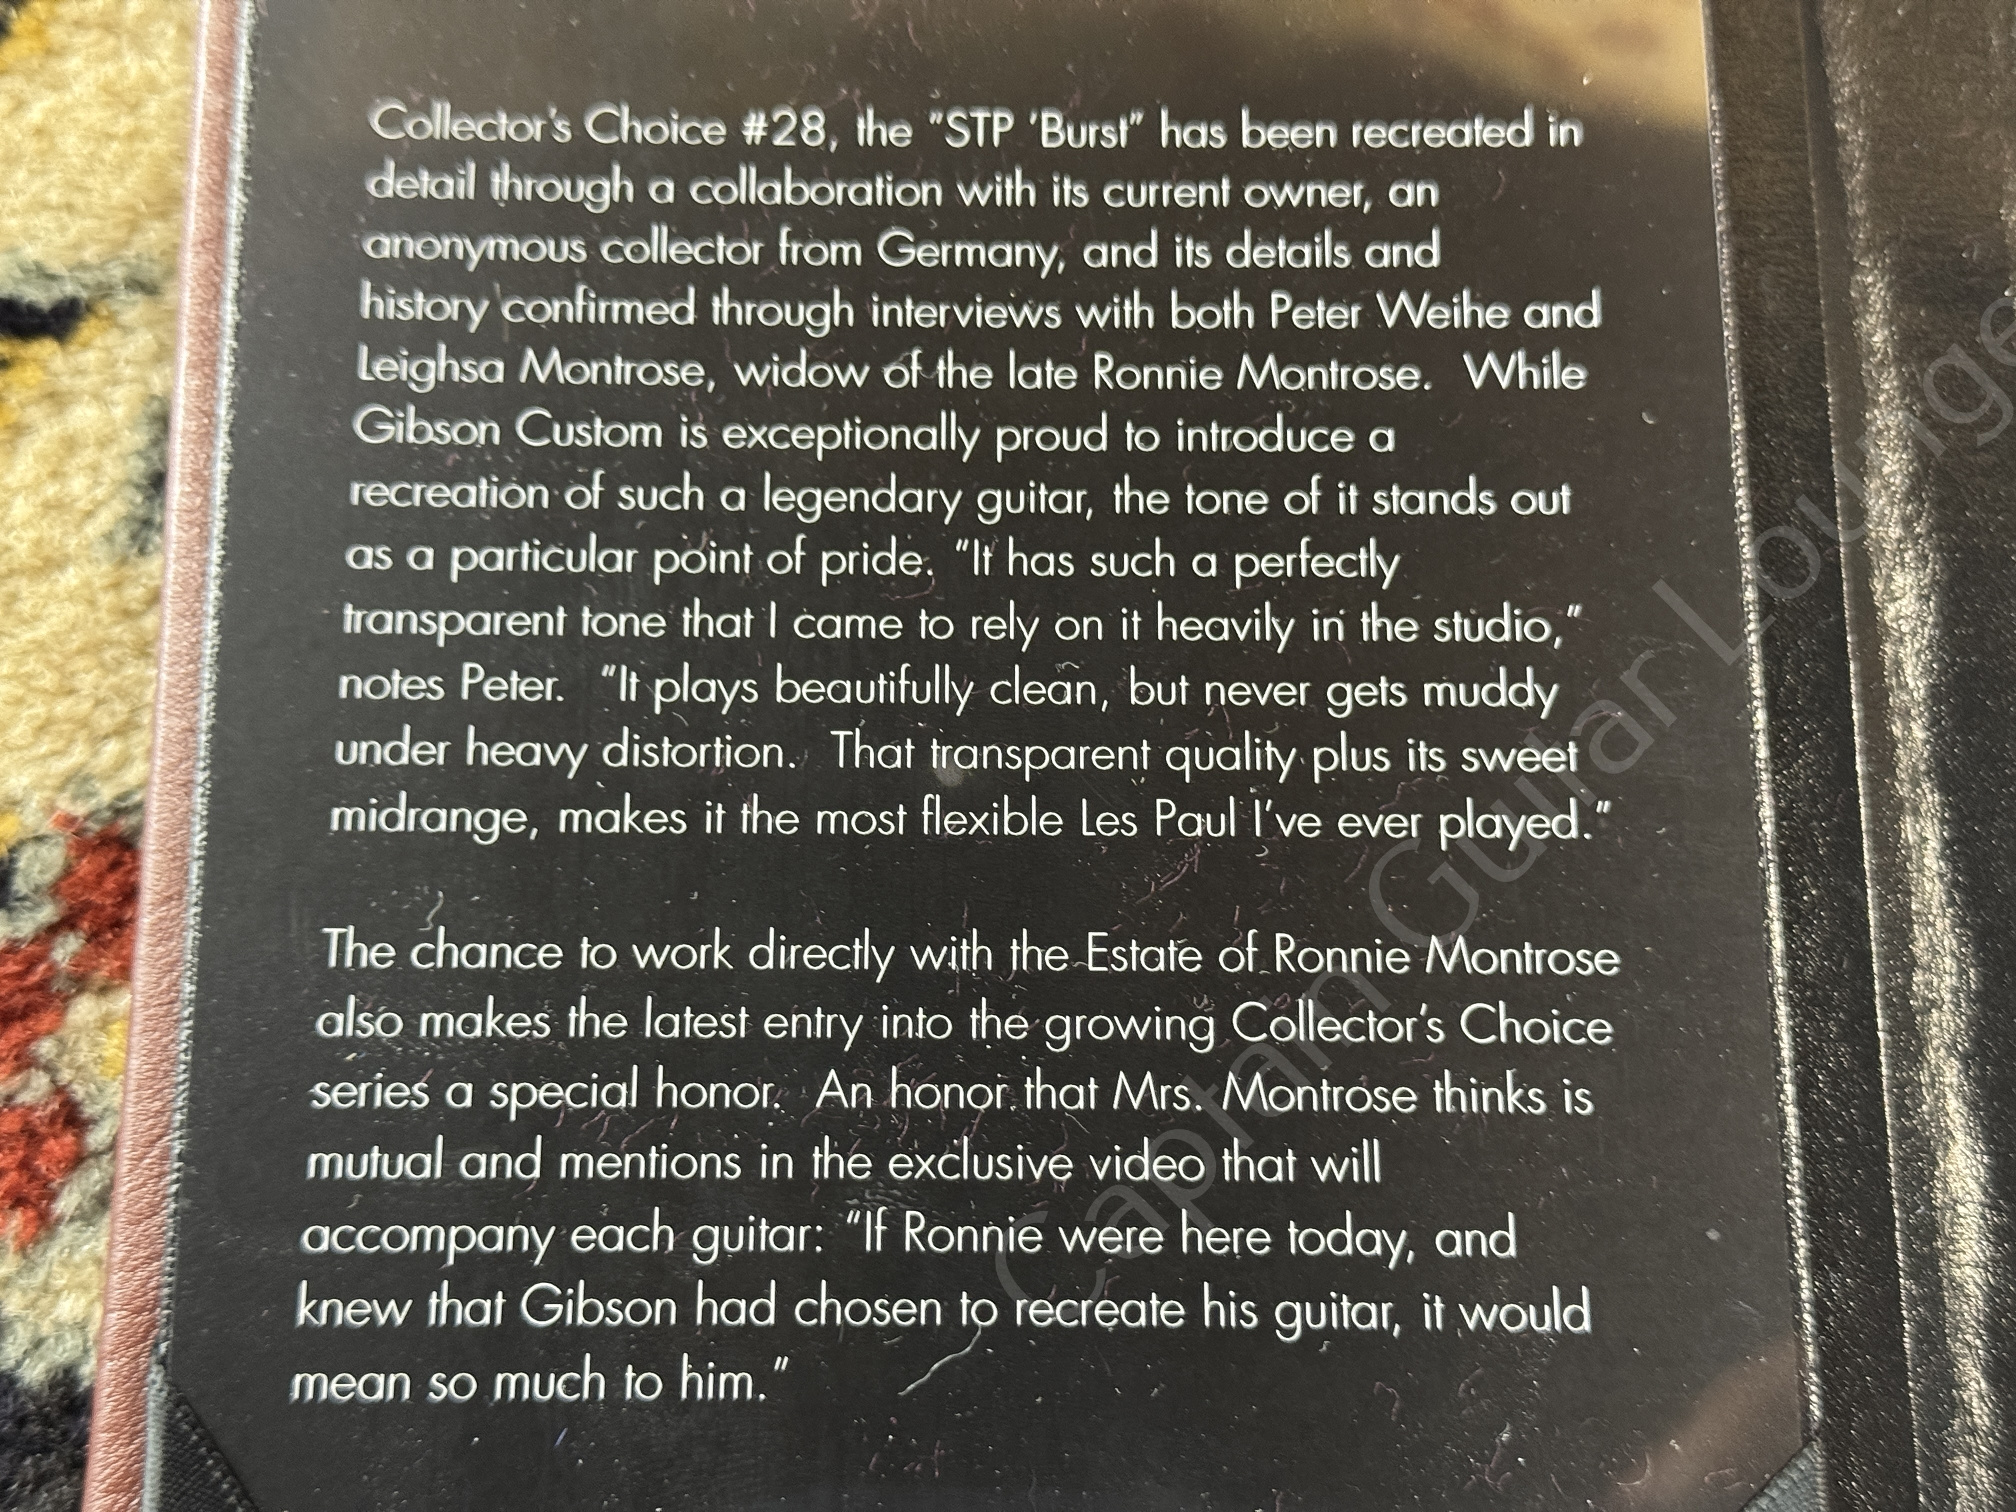 Collector's Choice #28, the "STP 'Burst" has been recreated in
detail through a collaboration with its current owner, an
anonymous collector from Germany, and its details and
history confirmed through interviews with both Peter Weihe and
Leighsa Montrose, widow of the late Ronnie Montrose.  While
Gibson Custom is exceptionally proud to introduce a
recreation of such a legendary guitar, the tone of it stands out
as a particular point of pride.  "It has such a perfectly
transparent tone that I came to rely on it heavily in the studio,"
notes Peter.  "It plays beautifully clean, but never gets muddy
under heavy distortion.  That transparent quality plus its sweet
midrange, makes it the most flexible Les Paul I've ever played."
The chance to work directly with the Estate of Ronnie Montrose
also makes the latest entry into the growing Collector's Choice
series a special honor.  An honor that Mrs. Montrose thinks is
mutual and mentions in the exclusive video that will
accompany each guitar: "If Ronnie were here today, and
knew that Gibson had chosen to recreate his guitar, it would
mean so much to him."
Captain Guitar Lounge